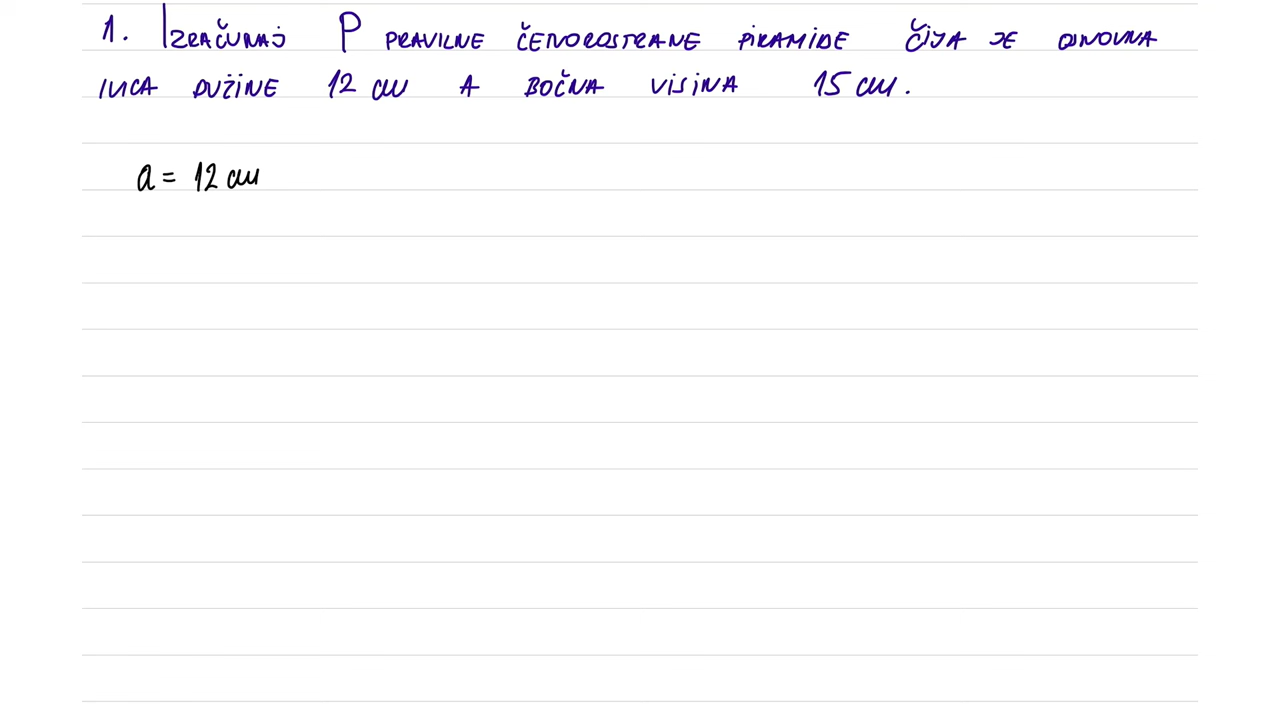 1. Izračunaj P pravilne četvorostrane piramide čija je osnovna
ivica dužine 12 cm a bočna visina 15 cm.
a = 12 cm